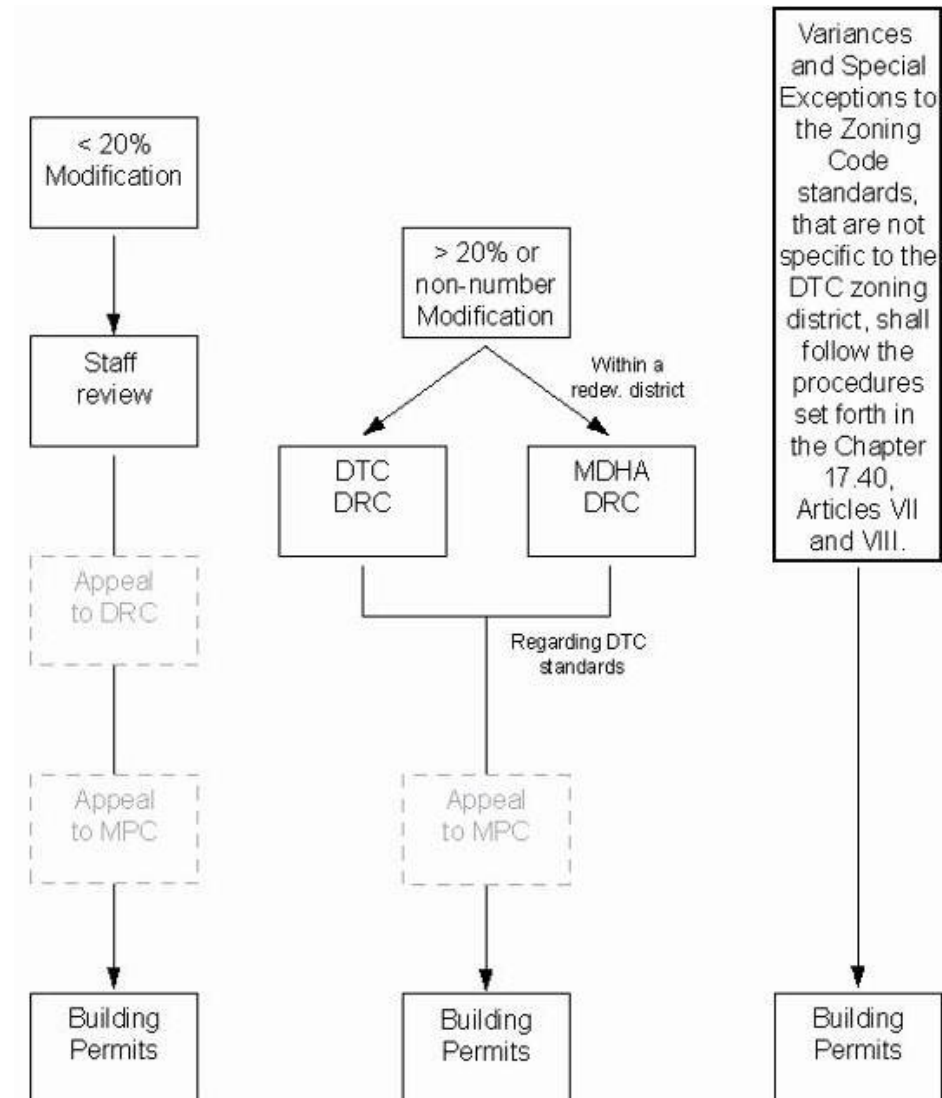 < 20%
Modification
Staff
review
Appeal
to DRC
Appeal
to MPC
Building
Permits
> 20% or
non-number
Modification
Within a
redev. district
DTC
DRC
MDHA
DRC
Regarding DTC
standards
Appeal
to MPC
Building
Permits
Variances
and Special
Exceptions to
the Zoning
Code
standards,
that are not
specific to the
DTC zoning
district, shall
follow the
procedures
set forth in
the Chapter
17.40,
Articles VII
and VIII.
Building
Permits